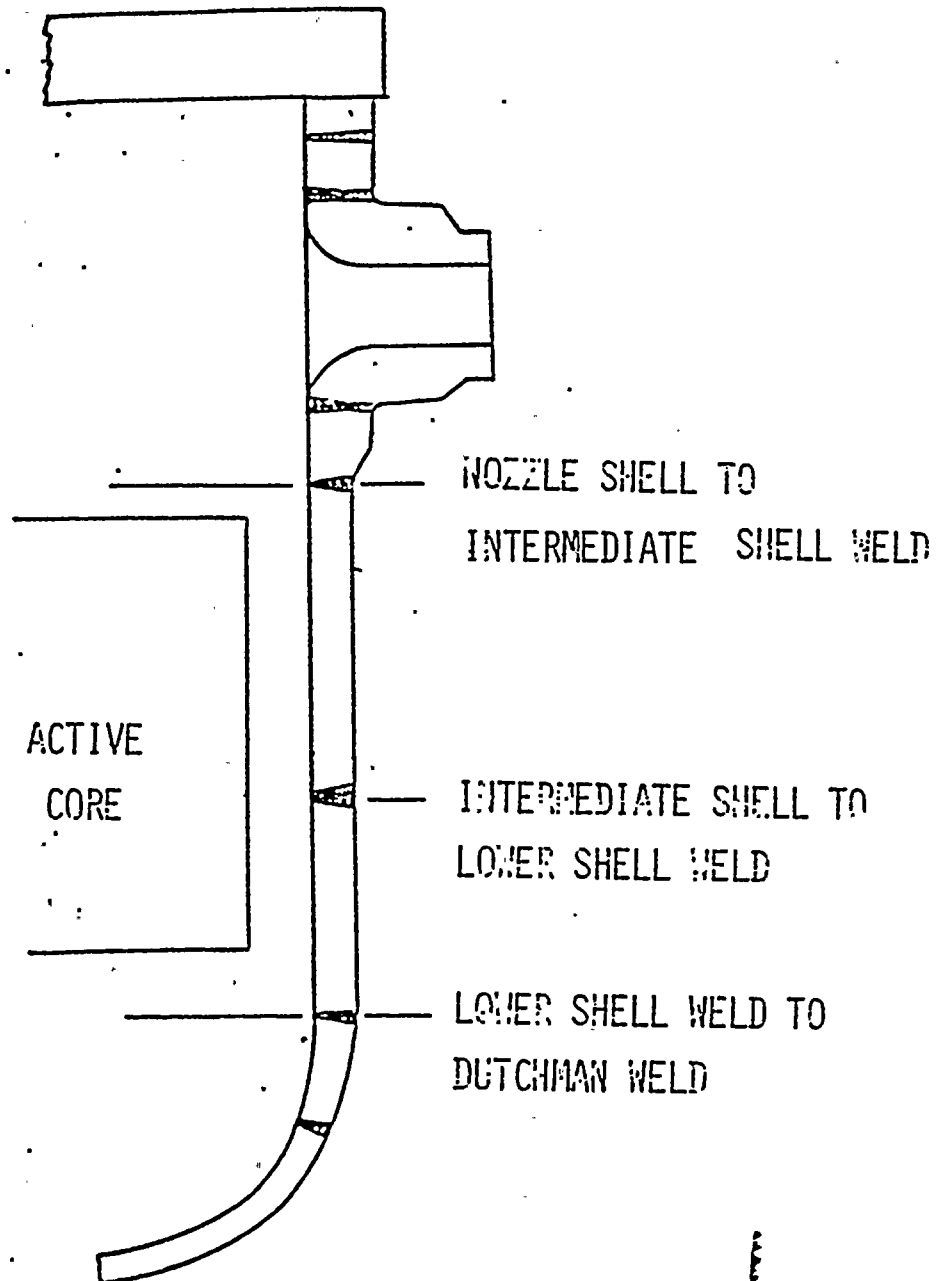 NOZZLE SHELL TO
INTERMEDIATE SHELL WELD
ACTIVE
CORE
INTERMEDIATE SHELL TO
LOWER SHELL WELD
LOWER SHELL WELD TO
DUTCHMAN WELD